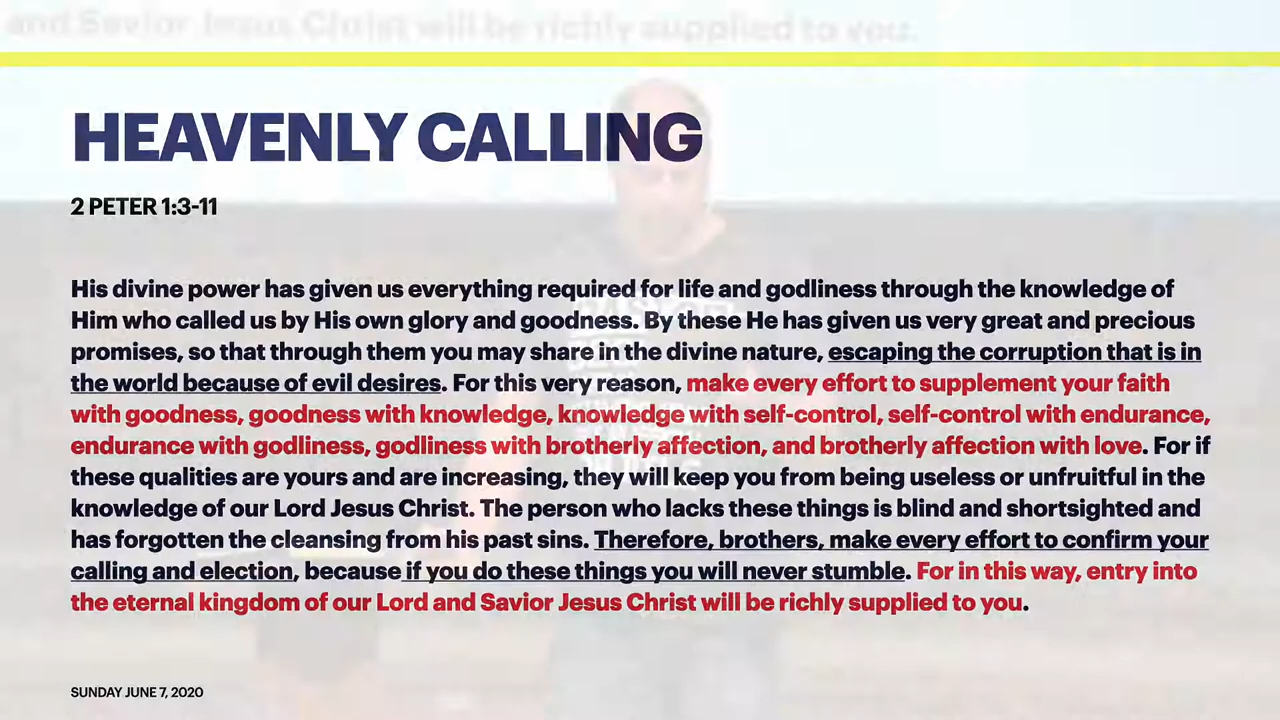 and Savior Jesus Christ will be richly supplied to you.
HEAVENLY CALLING
2 PETER 1:3-11
His divine power has given us everything required for life and godliness through the knowledge of
Him who called us by His own glory and goodness. By these He has given us very great and precious
promises, so that through them you may share in the divine nature, escaping the corruption that is in
the world because of evil desires. For this very reason, make every effort to supplement your faith
with goodness, goodness with knowledge, knowledge with self-control, self-control with endurance,
endurance with godliness, godliness with brotherly affection, and brotherly affection with love. For if
these qualities are yours and are increasing, they will keep you from being useless or unfruitful in the
knowledge of our Lord Jesus Christ. The person who lacks these things is blind and shortsighted and
has forgotten the cleansing from his past sins. Therefore, brothers, make every effort to confirm your
calling and election, because if you do these things you will never stumble. For in this way, entry into
the eternal kingdom of our Lord and Savior Jesus Christ will be richly supplied to you.
SUNDAY JUNE 7, 2020